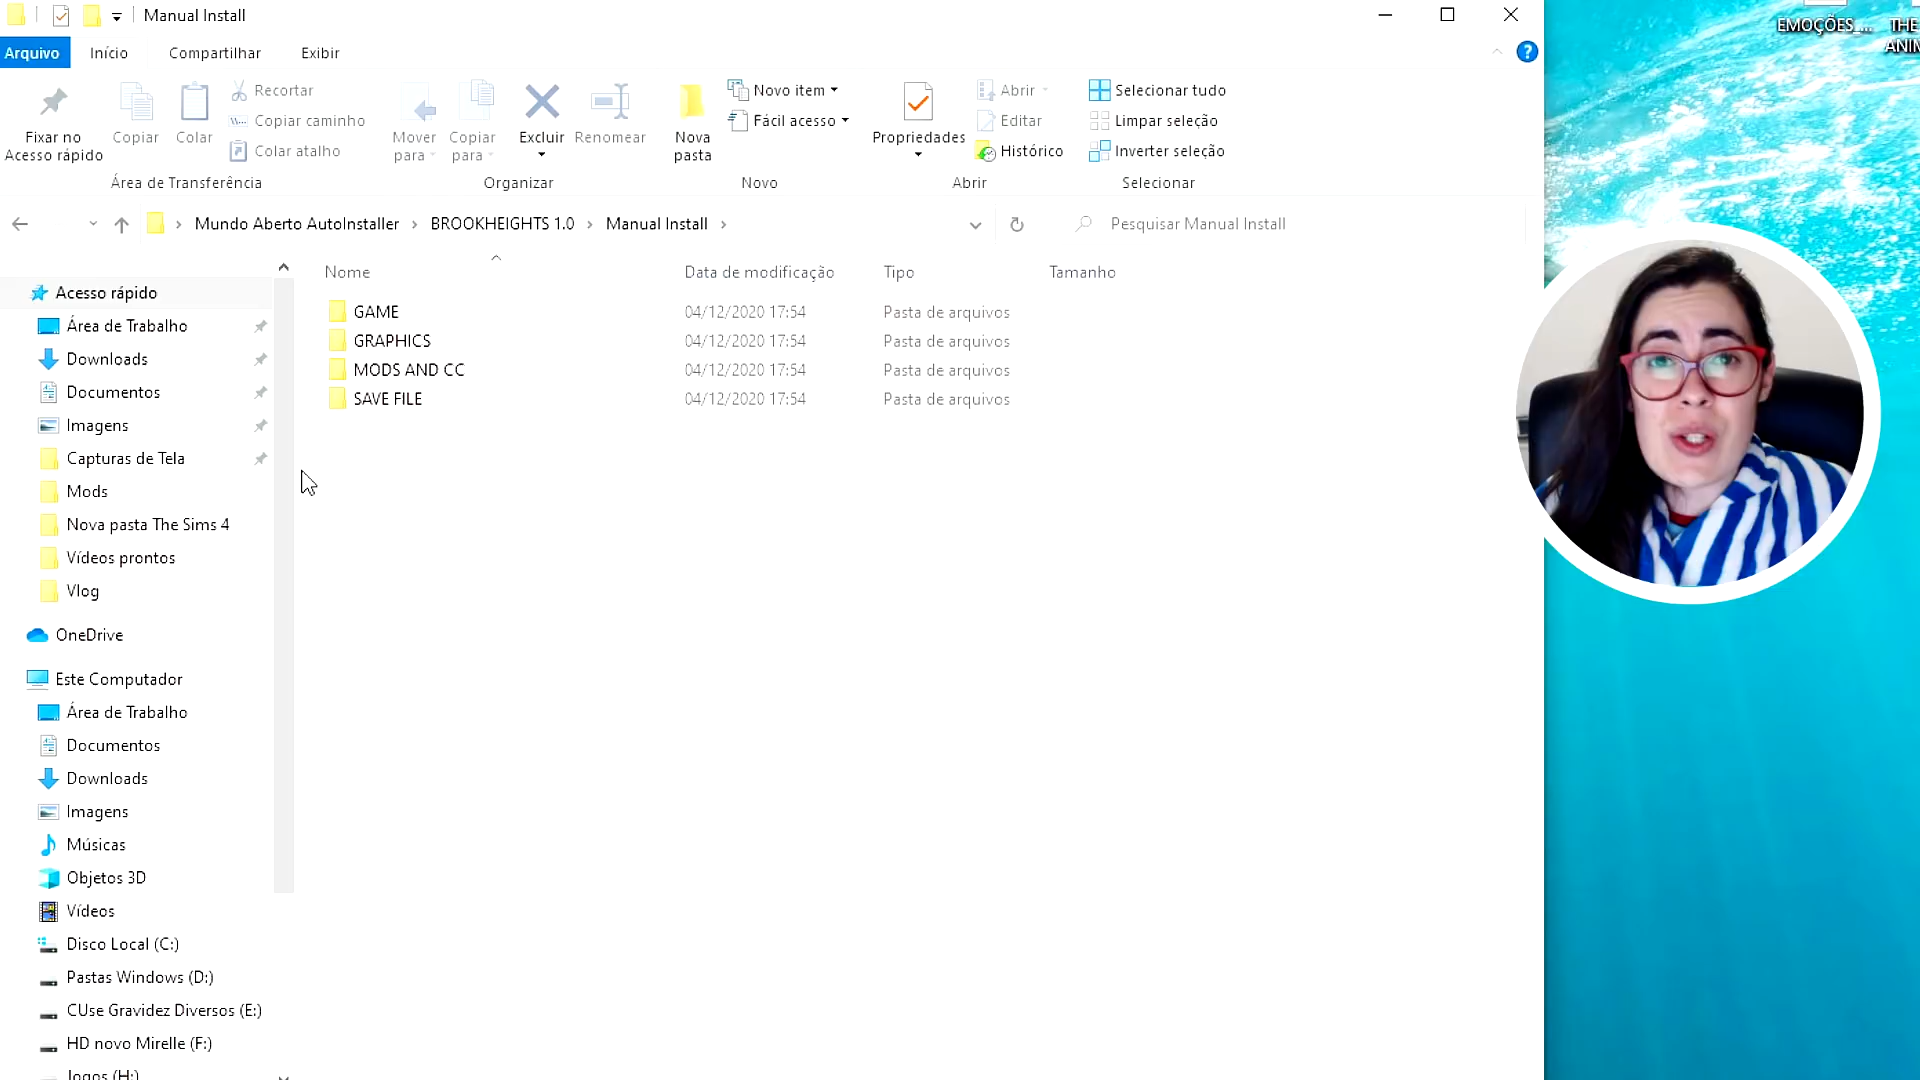 Manual Install
EMOÇÕES_... THE
ANIM
Arquivo Início Compartilhar Exibir
Fixar no
Acesso rápido
Copiar
Colar
Recortar
Copiar caminho
Colar atalho
Área de Transferência
Mover
para
Copiar
para
Excluir
Renomear
Organizar
Nova
pasta
Novo item
Fácil acesso
Novo
Propriedades
Abrir
Editar
Histórico
Abrir
Selecionar tudo
Limpar seleção
Inverter seleção
Selecionar
Mundo Aberto AutoInstaller > BROOKHEIGHTS 1.0 > Manual Install >
Pesquisar Manual Install
Nome Data de modificação Tipo Tamanho
GAME 04/12/2020 17:54 Pasta de arquivos
GRAPHICS 04/12/2020 17:54 Pasta de arquivos
MODS AND CC 04/12/2020 17:54 Pasta de arquivos
SAVE FILE 04/12/2020 17:54 Pasta de arquivos
Acesso rápido
Área de Trabalho
Downloads
Documentos
Imagens
Capturas de Tela
Mods
Nova pasta The Sims 4
Vídeos prontos
Vlog
OneDrive
Este Computador
Área de Trabalho
Documentos
Downloads
Imagens
Músicas
Objetos 3D
Vídeos
Disco Local (C:)
Pastas Windows (D:)
CUse Gravidez Diversos (E:)
HD novo Mirelle (F:)
Jogos (H:)